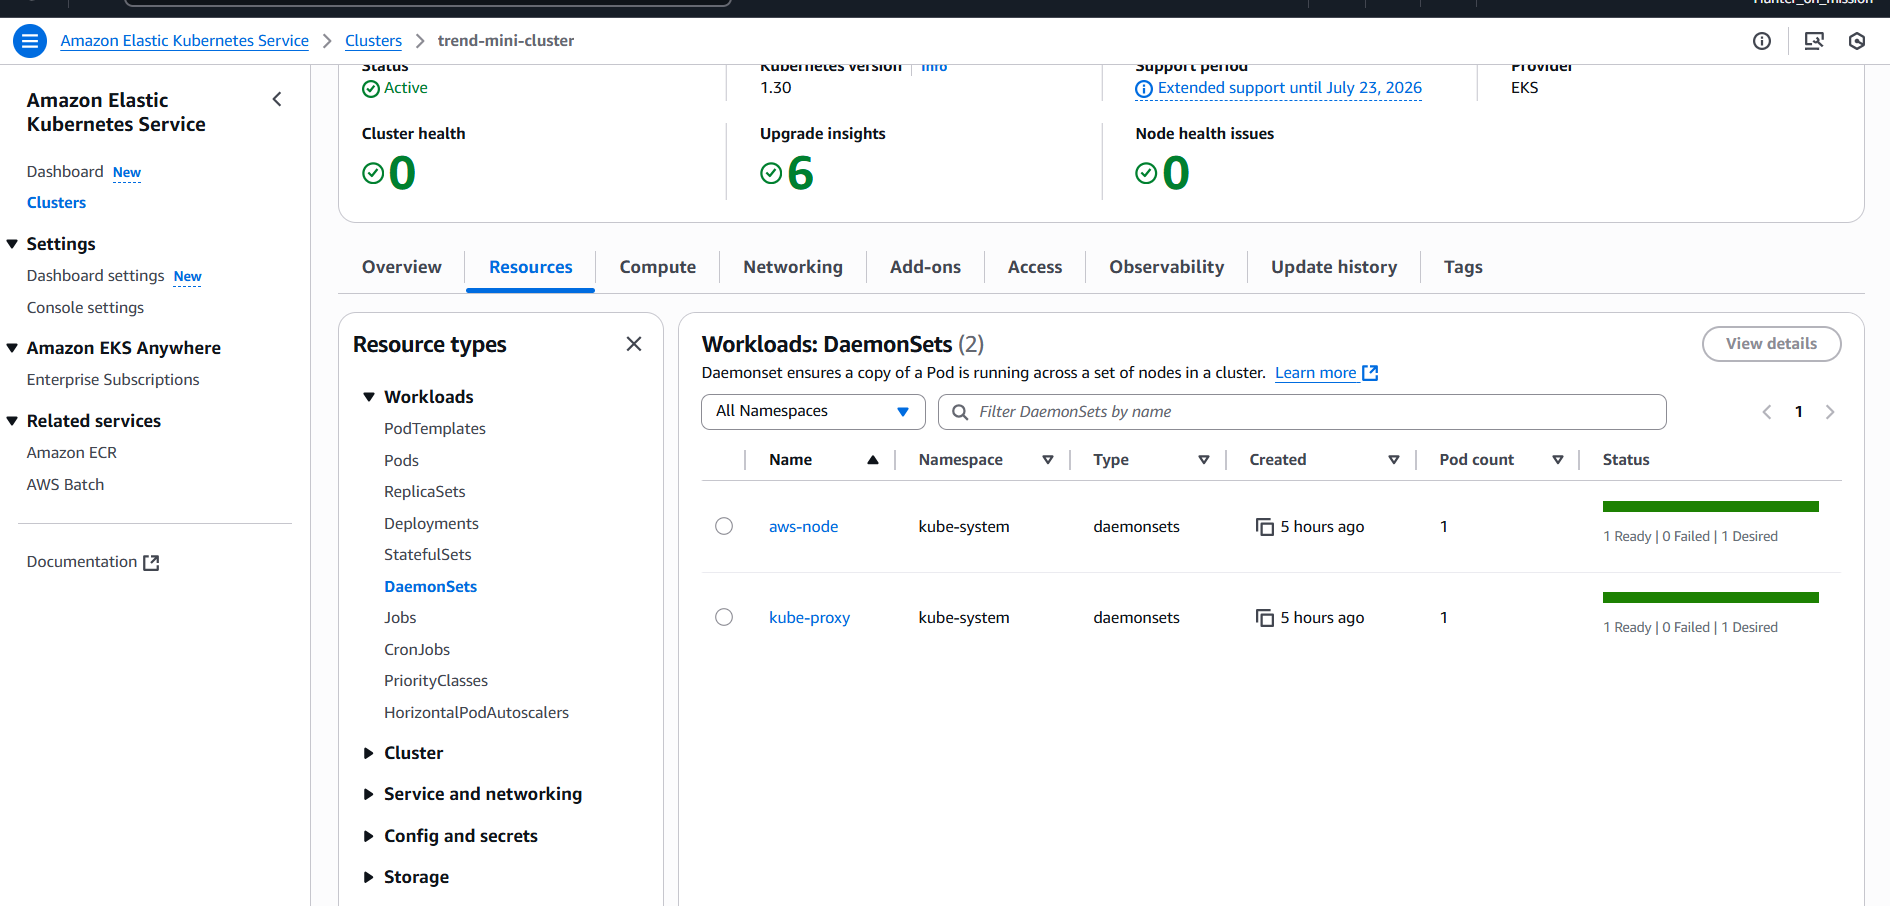 Hunter_on_mission
Amazon Elastic Kubernetes Service
Clusters
trend-mini-cluster
Amazon Elastic
Kubernetes Service
Dashboard New
Clusters
Settings
Dashboard settings New
Console settings
Amazon EKS Anywhere
Enterprise Subscriptions
Related services
Amazon ECR
AWS Batch
Documentation
Status
Active
Kubernetes version Info
1.30
Support period
Extended support until July 23, 2026
Provider
EKS
Cluster health
0
Upgrade insights
6
Node health issues
0
Overview
Resources
Compute
Networking
Add-ons
Access
Observability
Update history
Tags
Resource types
Workloads
PodTemplates
Pods
ReplicaSets
Deployments
StatefulSets
DaemonSets
Jobs
CronJobs
PriorityClasses
HorizontalPodAutoscalers
Cluster
Service and networking
Config and secrets
Storage
Workloads: DaemonSets (2)
View details
Daemonset ensures a copy of a Pod is running across a set of nodes in a cluster. Learn more
All Namespaces
Filter DaemonSets by name
1
Name Namespace Type Created Pod count Status
aws-node kube-system daemonsets 5 hours ago 1
1 Ready | 0 Failed | 1 Desired
kube-proxy kube-system daemonsets 5 hours ago 1
1 Ready | 0 Failed | 1 Desired